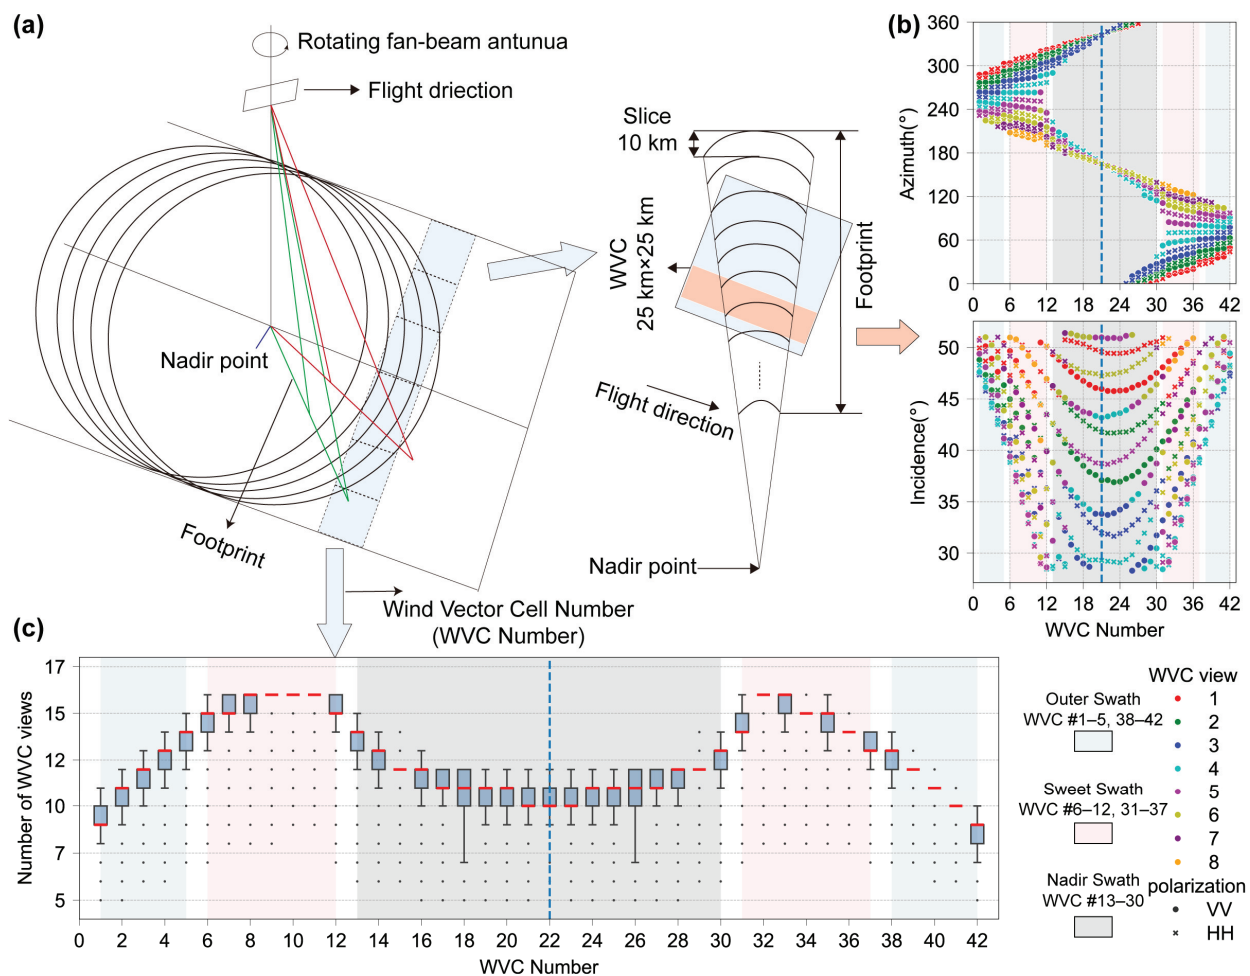 (a)
Rotating fan-beam antunua
Flight driection
Nadir point
Footprint
Wind Vector Cell Number
(WVC Number)
Slice
10 km
WVC
25 km×25 km
Footprint
Flight direction
Nadir point
(b)
360
300
240
180
120
60
0
Azimuth(°)
0 6 12 18 24 30 36 42
50
45
40
35
30
Incidence(°)
0 6 12 18 24 30 36 42
WVC Number
(c)
17
15
12
10
7
5
Number of WVC views
0 2 4 6 8 10 12 14 16 18 20 22 24 26 28 30 32 34 36 38 40 42
WVC Number
Outer Swath
WVC #1–5, 38–42
Sweet Swath
WVC #6–12, 31–37
Nadir Swath
WVC #13–30
WVC view
1
2
3
4
5
6
7
8
polarization
VV
HH